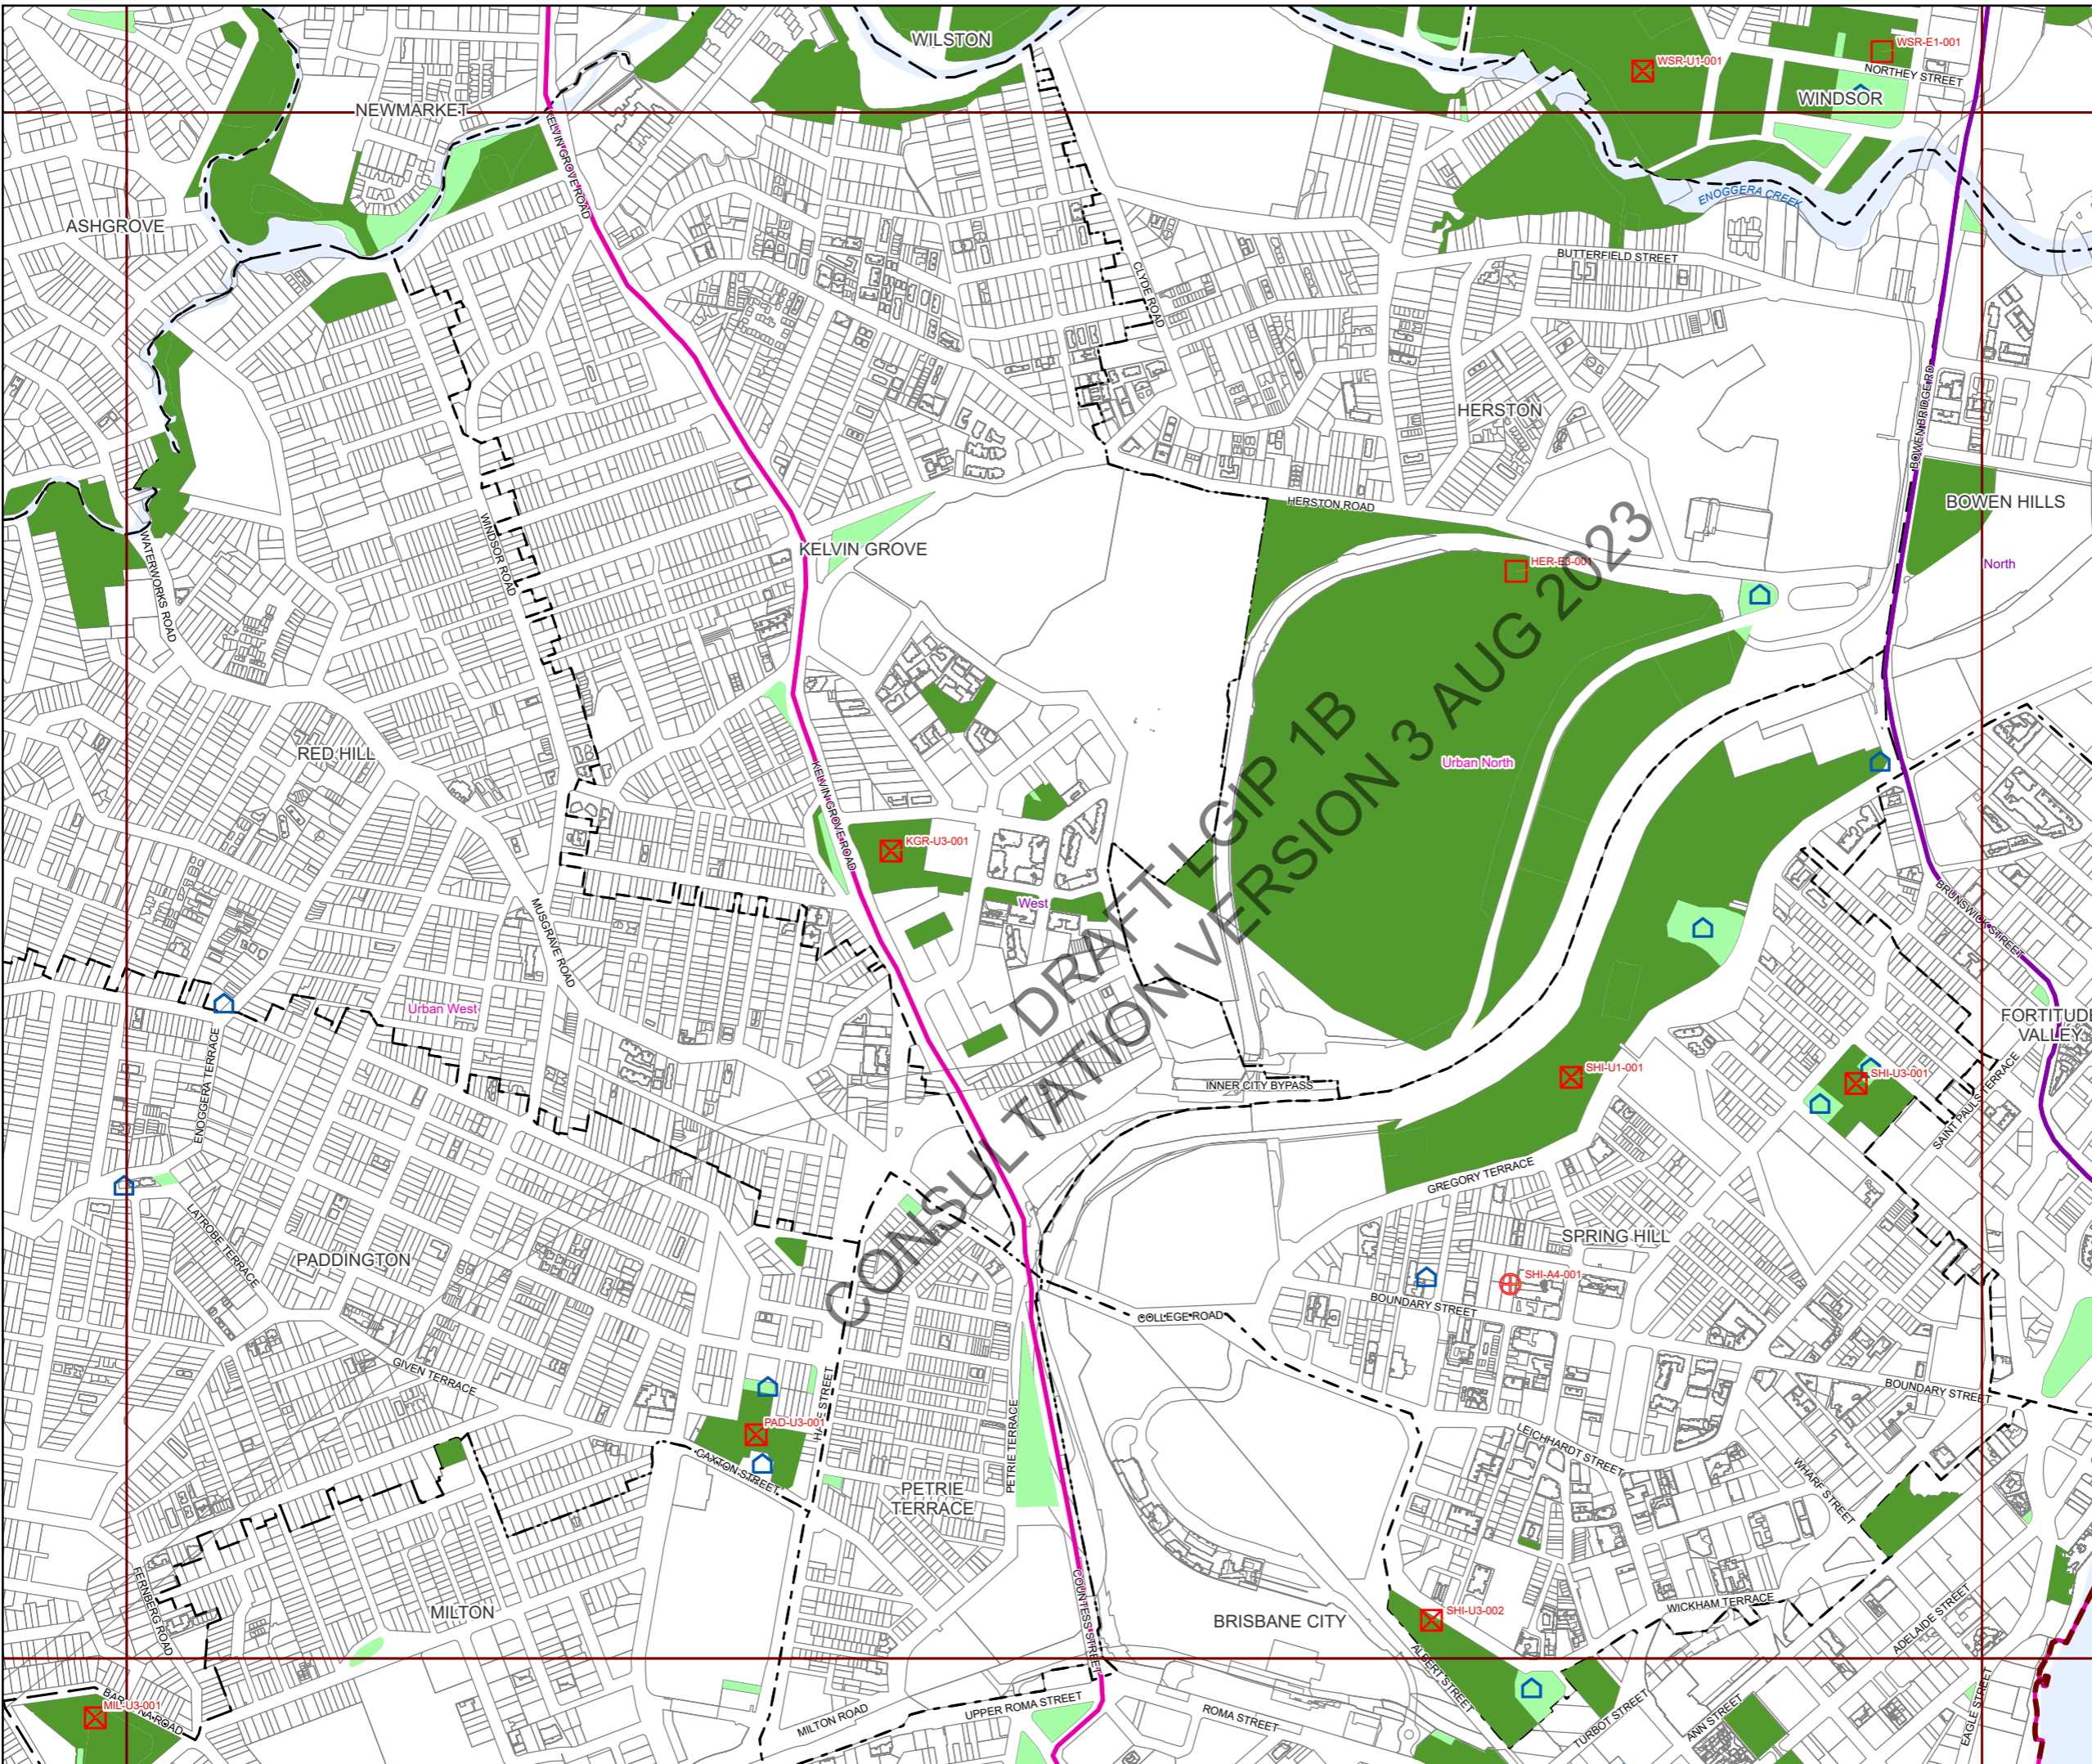 WILSTON
WSR-E1-001
WSR-U1-001
NORTHEY STREET
WINDSOR
NEWMARKET
KELVIN GROVE ROAD
ENOGGERA CREEK
ASHGROVE
BUTTERFIELD STREET
CLYDE ROAD
BOWEN BRIDGE RD
HERSTON
HERSTON ROAD
BOWEN HILLS
WINDSOR ROAD
WATERWORKS ROAD
KELVIN GROVE
HER-E3-001
North
RED HILL
Urban North
KELVIN GROVE ROAD
KGR-U3-001
West
MUSGRAVE ROAD
BRUNSWICK STREET
Urban West
FORTITUDE
VALLEY
ENOGGERA TERRACE
INNER CITY BYPASS
SHI-U1-001
SHI-U3-001
SAINT PAULS TERRACE
DRAFT LGIP 1B
CONSULTATION VERSION 3 AUG 2023
GREGORY TERRACE
LATROBE TERRACE
SPRING HILL
PADDINGTON
SHI-A4-001
BOUNDARY STREET
COLLEGE ROAD
GIVEN TERRACE
BOUNDARY STREET
HALE STREET
PAD-U3-001
PETRIE TERRACE
LEICHHARDT STREET
CAXTON STREET
WHARF STREET
PETRIE
TERRACE
FERNBERG ROAD
COUNTESS STREET
MILTON
BRISBANE CITY
SHI-U3-002
WICKHAM TERRACE
ADELAIDE STREET
ALBERT STREET
MIL-U3-001
BAROONA ROAD
MILTON ROAD
UPPER ROMA STREET
ROMA STREET
TURBOT STREET
ANN STREET
EAGLE STREET